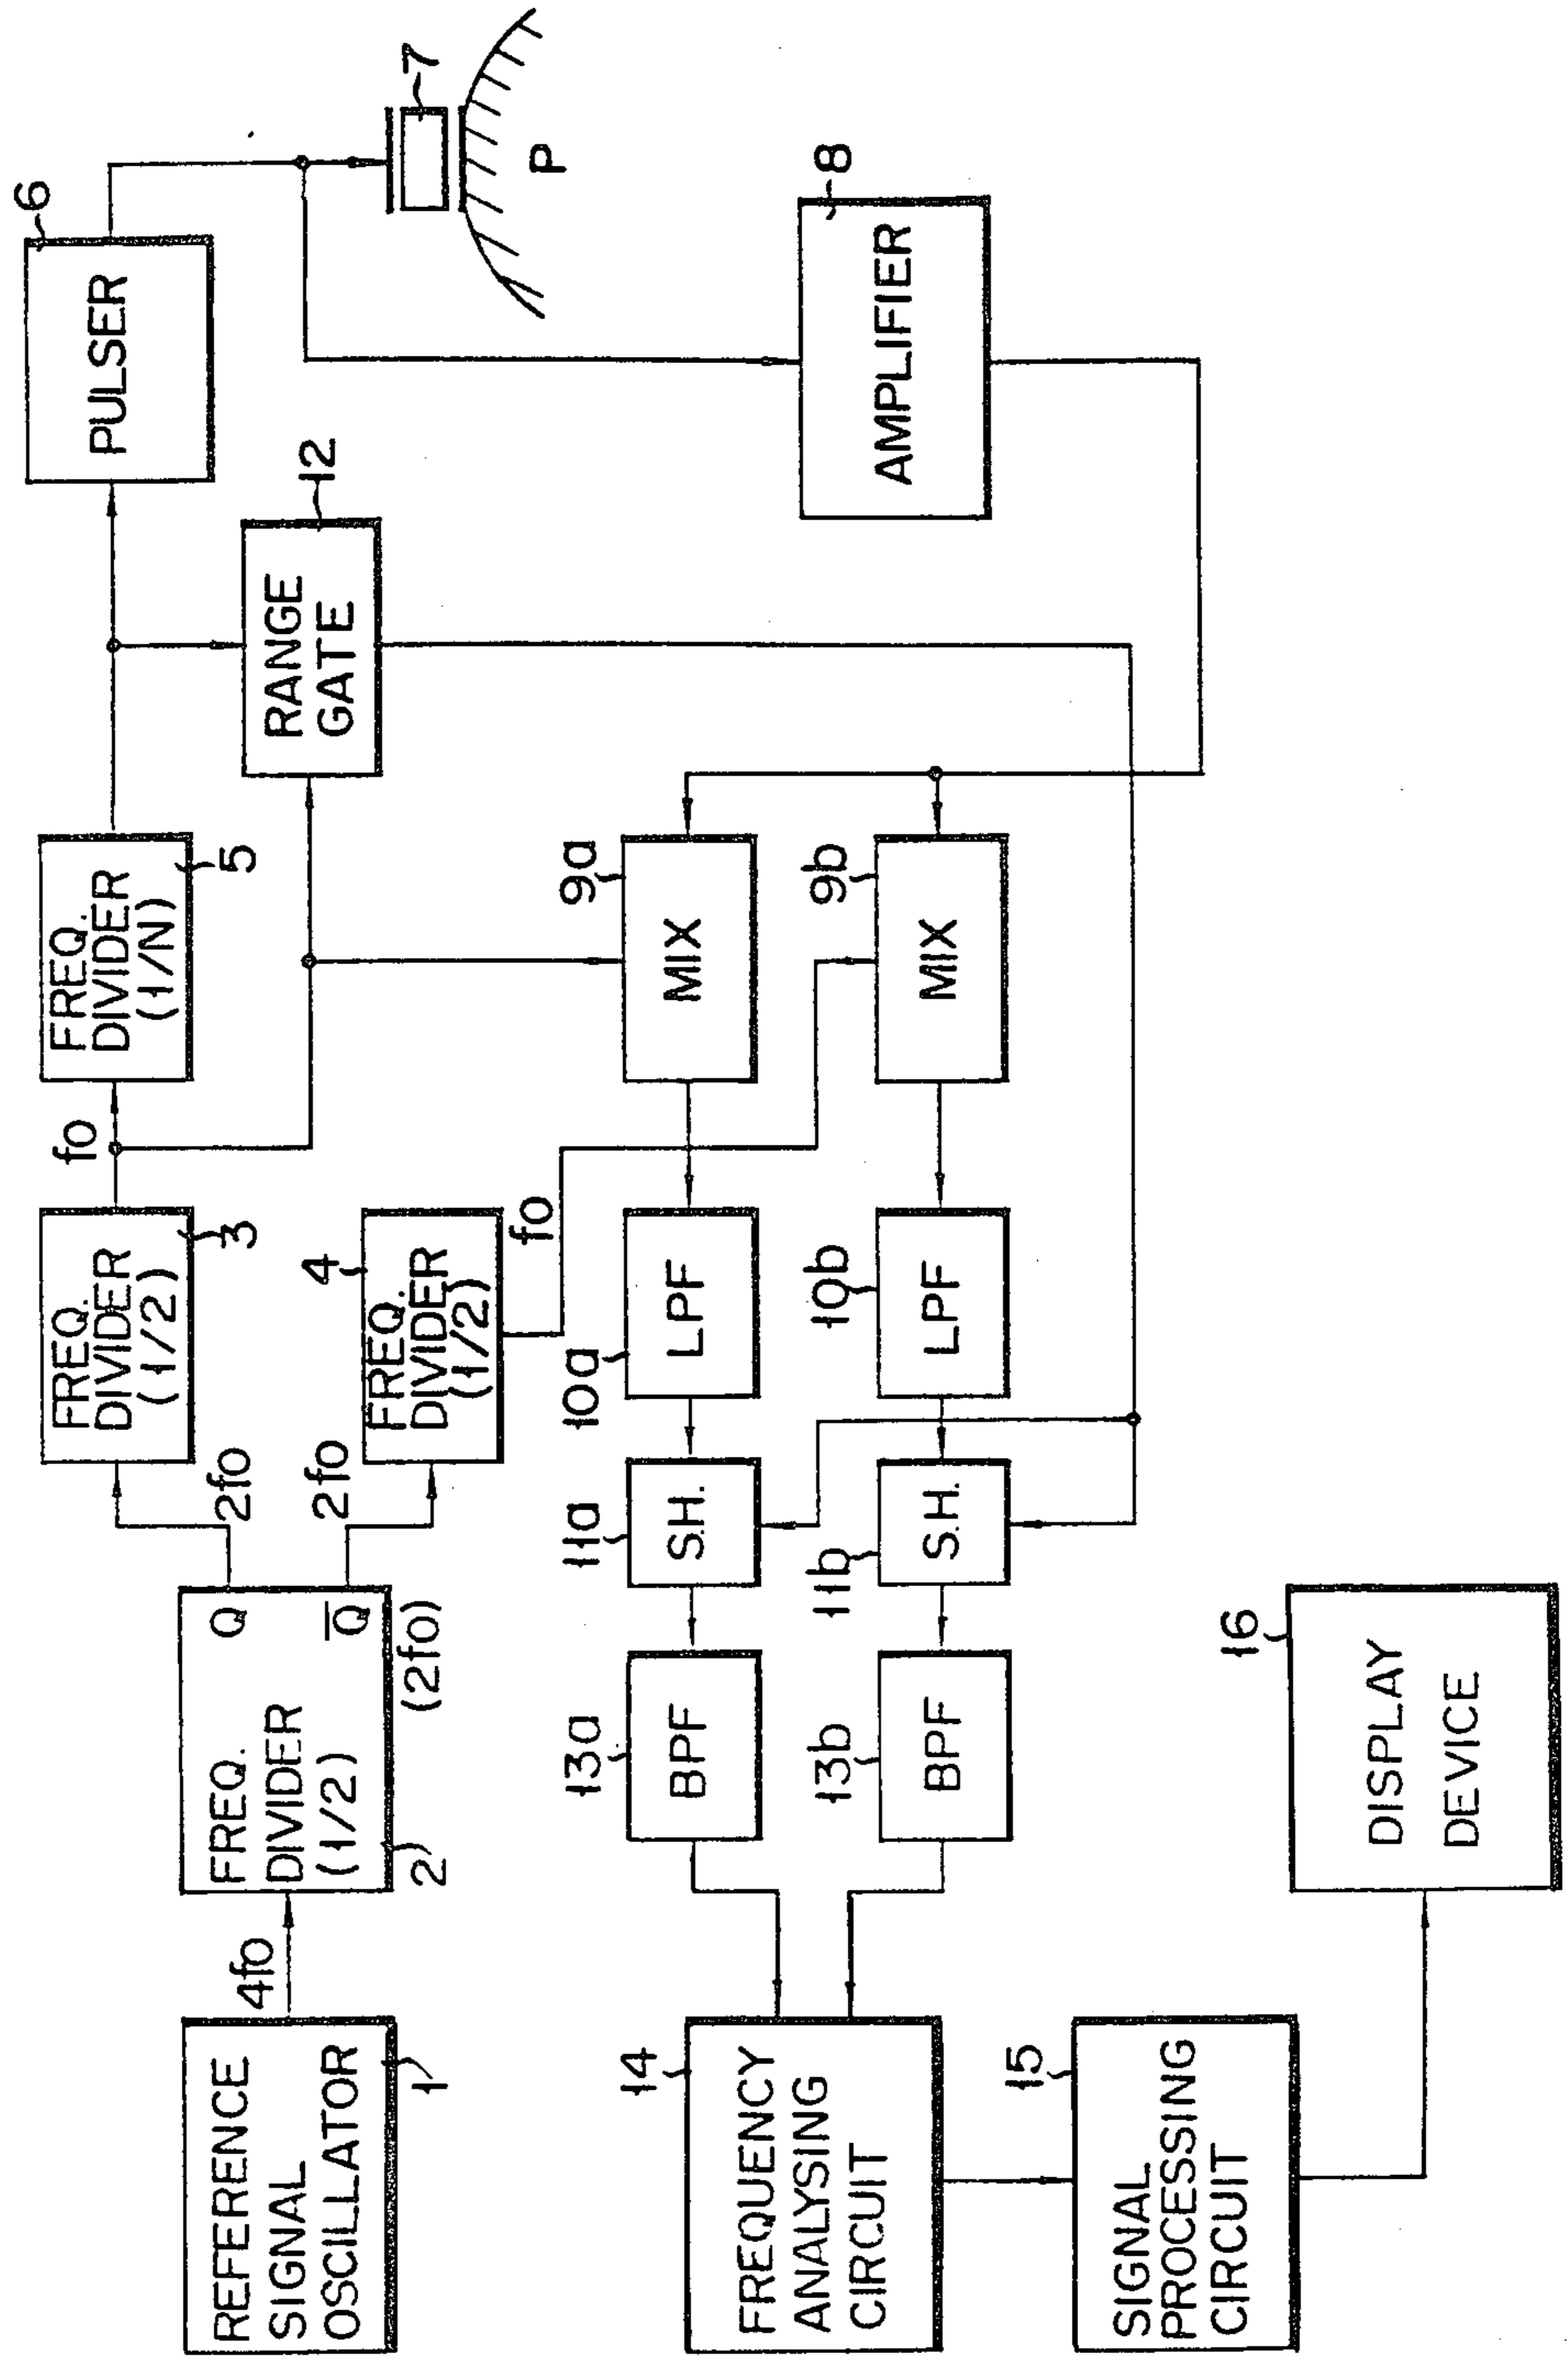 REFERENCE
SIGNAL
OSCILLATOR
1
4fo
FREQ.
DIVIDER
(1/2)
Q
Q̅
(2fo)
2
2fo
2fo
FREQ.
DIVIDER
(1/2)
3
fo
FREQ.
DIVIDER
(1/2)
4
fo
FREQ.
DIVIDER
(1/N)
5
PULSER
6
7
P
RANGE
GATE
12
AMPLIFIER
8
MIX
9a
MIX
9b
LPF
10a
LPF
10b
S.H.
11a
S.H.
11b
BPF
13a
BPF
13b
FREQUENCY
ANALYSING
CIRCUIT
14
SIGNAL
PROCESSING
CIRCUIT
15
DISPLAY
DEVICE
16